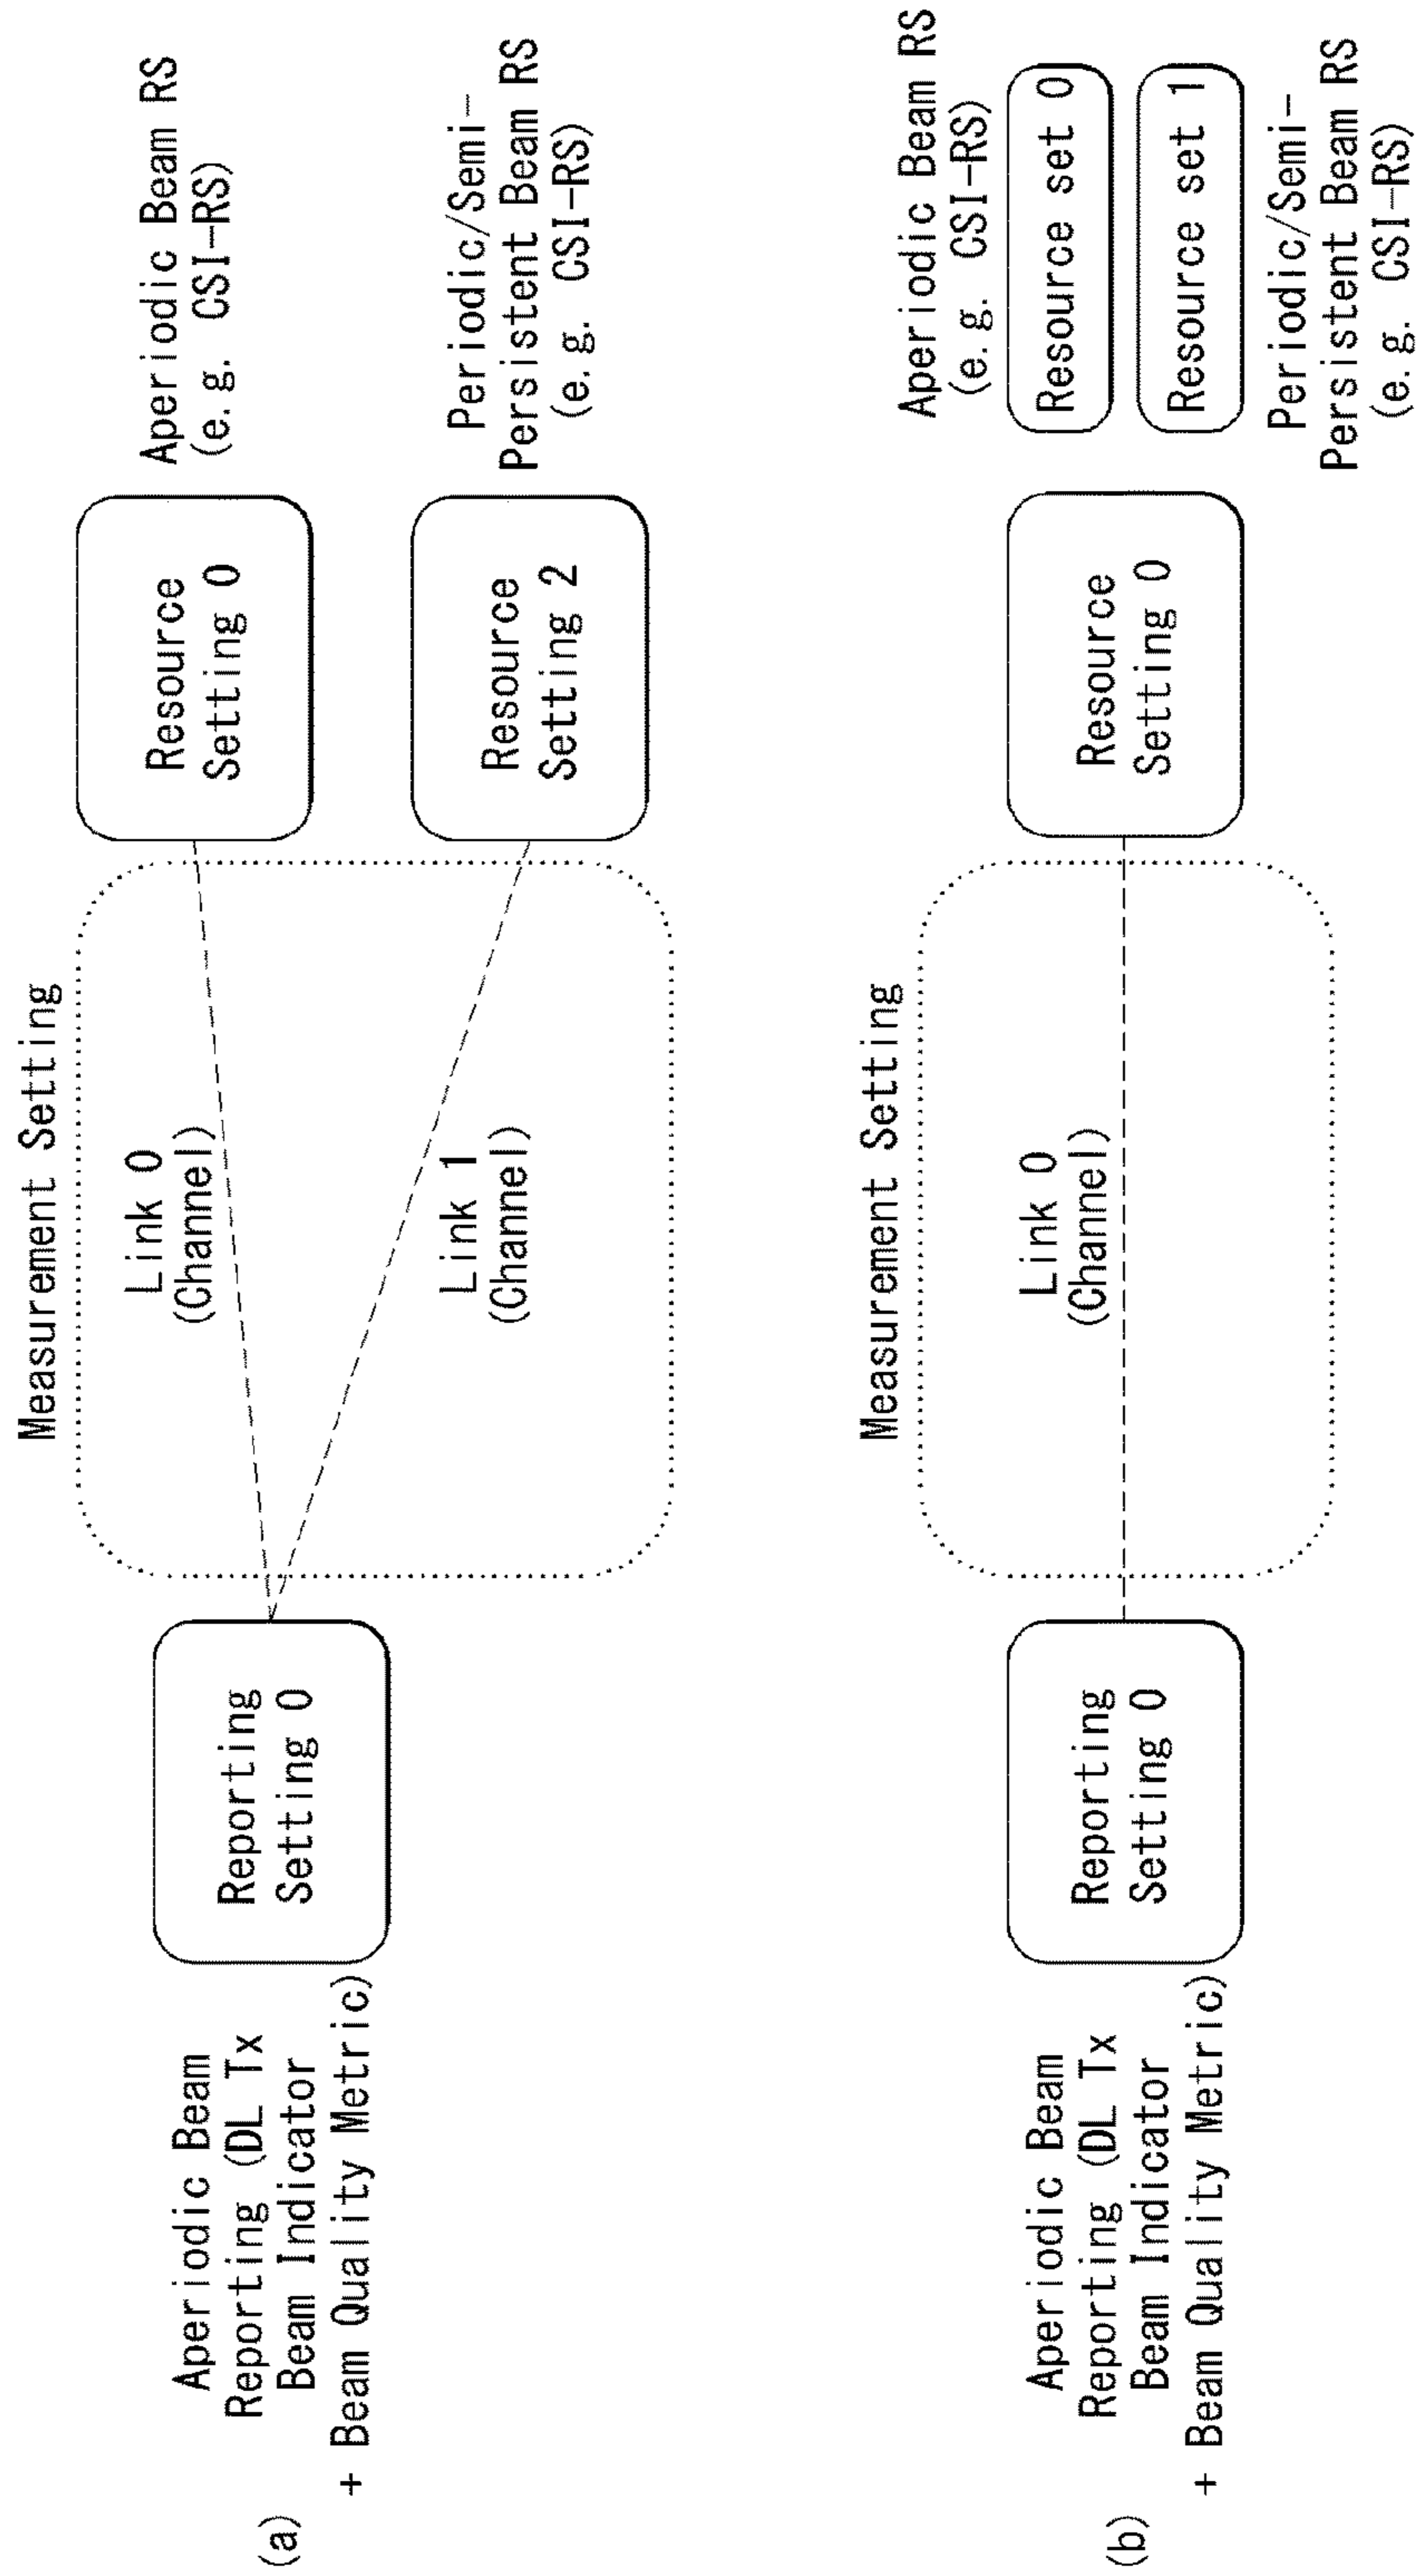 (a)
Aperiodic Beam
Reporting (DL Tx
Beam Indicator
+ Beam Quality Metric)
Reporting
Setting 0
Measurement Setting
Link 0
(Channel)
Link 1
(Channel)
Resource
Setting 0
Aperiodic Beam RS
(e.g. CSI-RS)
Resource
Setting 2
Periodic/Semi-
Persistent Beam RS
(e.g. CSI-RS)
(b)
Aperiodic Beam
Reporting (DL Tx
Beam Indicator
+ Beam Quality Metric)
Reporting
Setting 0
Measurement Setting
Link 0
(Channel)
Resource
Setting 0
Aperiodic Beam RS
(e.g. CSI-RS)
Resource set 0
Resource set 1
Periodic/Semi-
Persistent Beam RS
(e.g. CSI-RS)